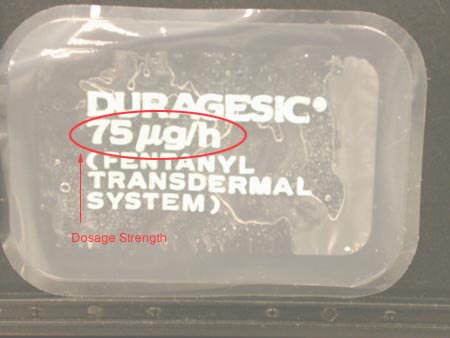 DURAGESIC®
75 µg/h
(FENTANYL
TRANSDERMAL
SYSTEM)
Dosage Strength